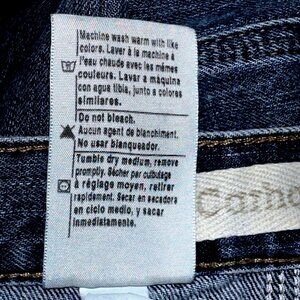 Machine wash warm with like
colors. Laver à la machine à
l'eau chaude avec les mêmes
couleurs. Lavar a máquina
con agua tibia, junto a colores
similares.
Do not bleach.
Aucun agent de blanchiment.
No usar blanqueador.
Tumble dry medium, remove
promptly. Sécher par culbutage
à réglage moyen, retirer
rapidement. Secar en secadora
en ciclo medio, y sacar
inmediatamente.